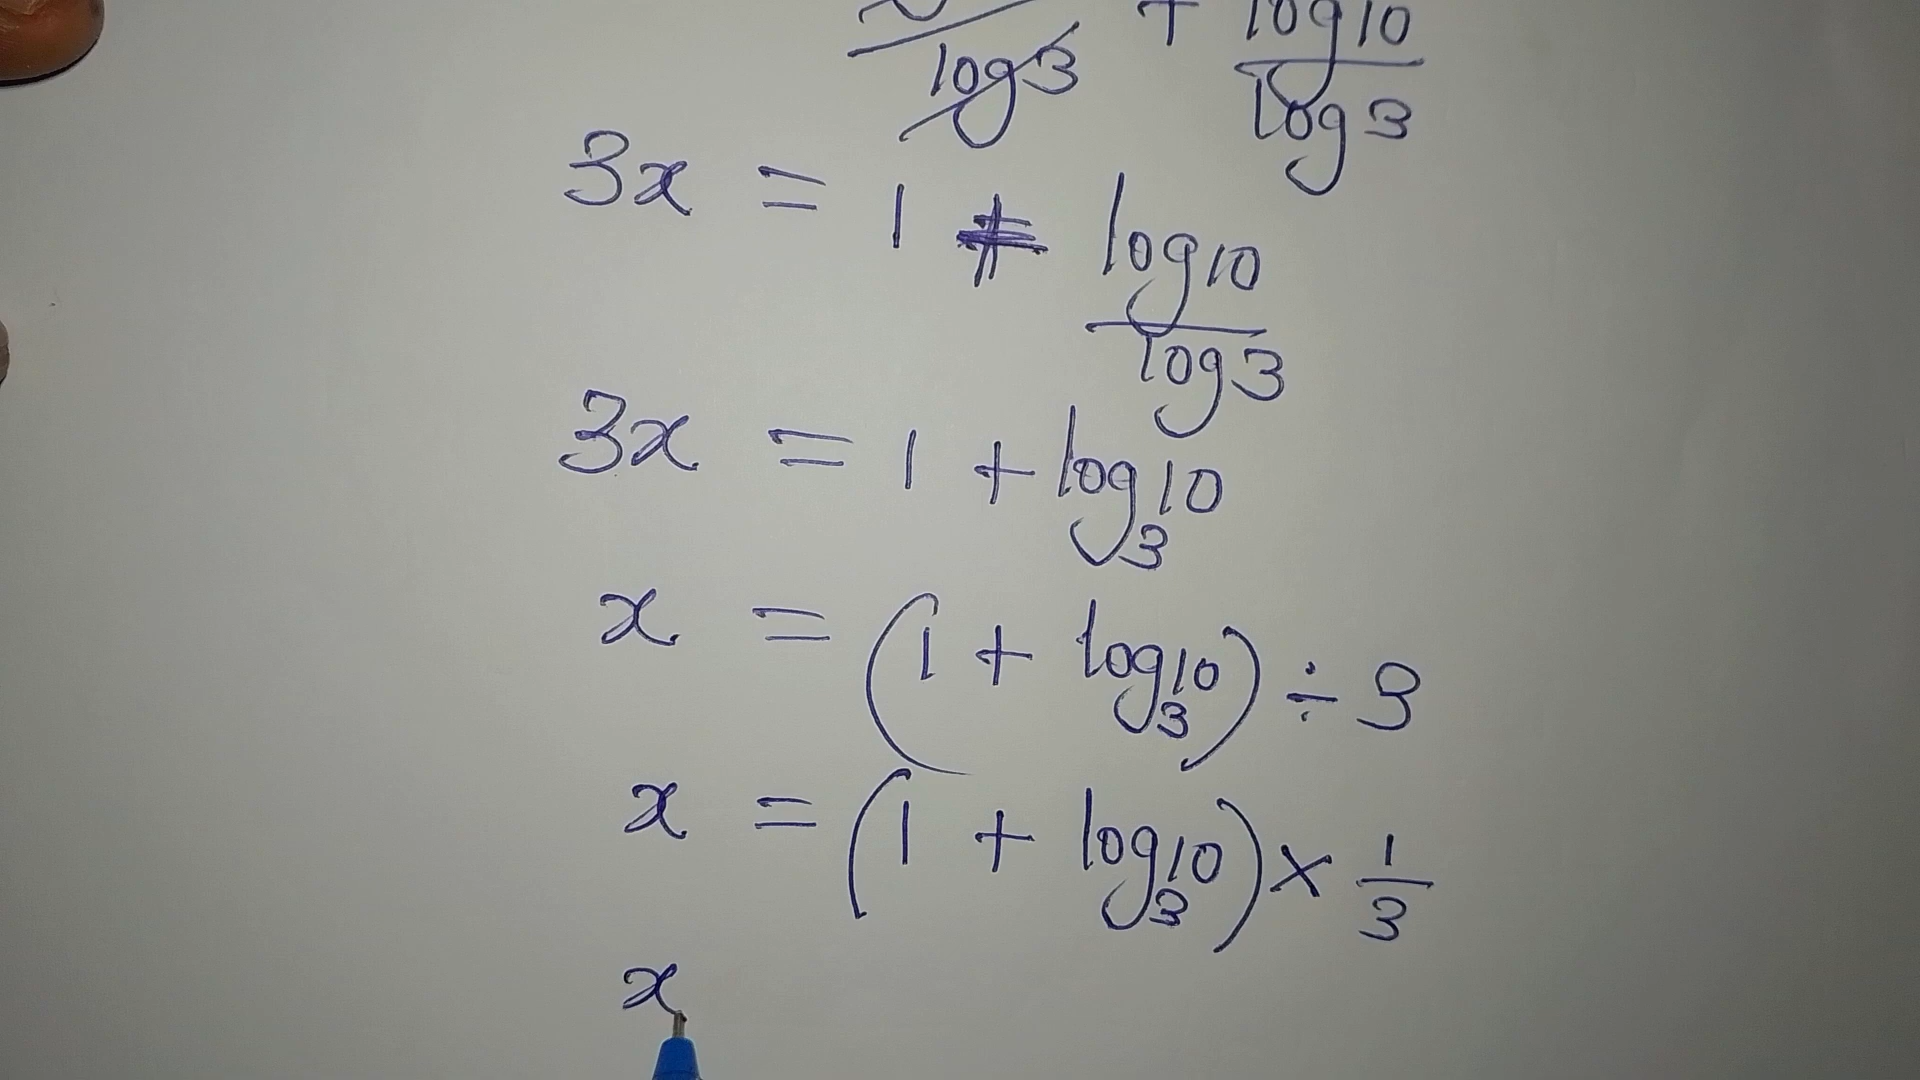 log3 + log10/log3
3x = 1 + log10/log3
3x = 1 + log₃10
x = (1 + log₃10) ÷ 3
x = (1 + log₃10) × 1/3
x